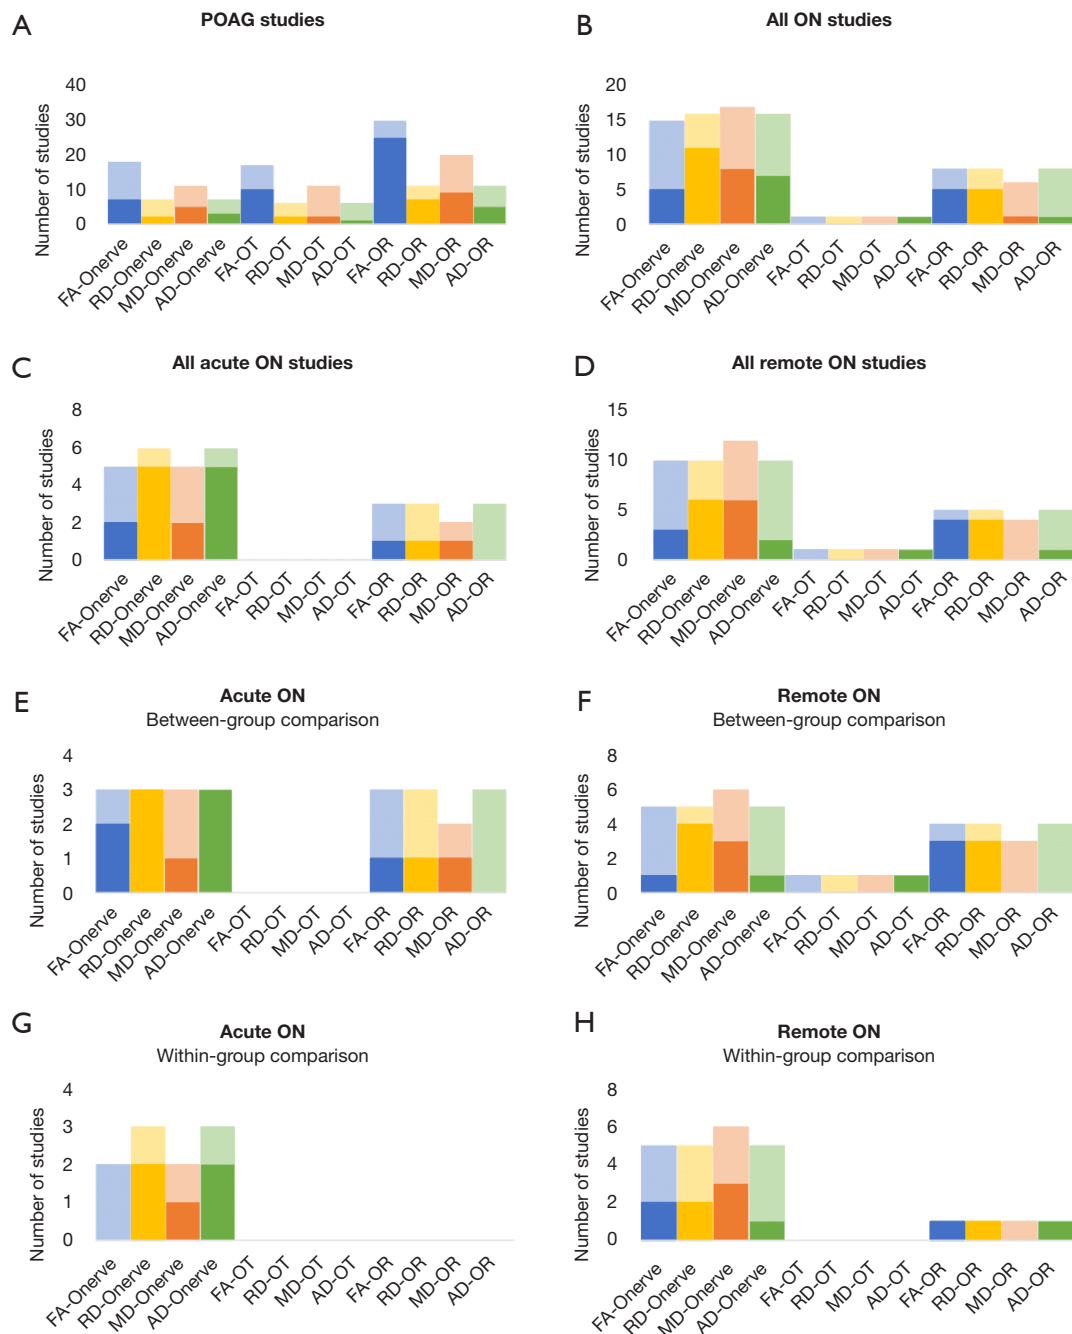 A
POAG studies
Number of studies
40
30
20
10
0
FA-Onerve
RD-Onerve
MD-Onerve
AD-Onerve
FA-OT
RD-OT
MD-OT
AD-OT
FA-OR
RD-OR
MD-OR
AD-OR
B
All ON studies
Number of studies
20
15
10
5
0
FA-Onerve
RD-Onerve
MD-Onerve
AD-Onerve
FA-OT
RD-OT
MD-OT
AD-OT
FA-OR
RD-OR
MD-OR
AD-OR
C
All acute ON studies
Number of studies
8
6
4
2
0
FA-Onerve
RD-Onerve
MD-Onerve
AD-Onerve
FA-OT
RD-OT
MD-OT
AD-OT
FA-OR
RD-OR
MD-OR
AD-OR
D
All remote ON studies
Number of studies
15
10
5
0
FA-Onerve
RD-Onerve
MD-Onerve
AD-Onerve
FA-OT
RD-OT
MD-OT
AD-OT
FA-OR
RD-OR
MD-OR
AD-OR
E
Acute ON
Between-group comparison
Number of studies
4
3
2
1
0
FA-Onerve
RD-Onerve
MD-Onerve
AD-Onerve
FA-OT
RD-OT
MD-OT
AD-OT
FA-OR
RD-OR
MD-OR
AD-OR
F
Remote ON
Between-group comparison
Number of studies
8
6
4
2
0
FA-Onerve
RD-Onerve
MD-Onerve
AD-Onerve
FA-OT
RD-OT
MD-OT
AD-OT
FA-OR
RD-OR
MD-OR
AD-OR
G
Acute ON
Within-group comparison
Number of studies
4
3
2
1
0
FA-Onerve
RD-Onerve
MD-Onerve
AD-Onerve
FA-OT
RD-OT
MD-OT
AD-OT
FA-OR
RD-OR
MD-OR
AD-OR
H
Remote ON
Within-group comparison
Number of studies
8
6
4
2
0
FA-Onerve
RD-Onerve
MD-Onerve
AD-Onerve
FA-OT
RD-OT
MD-OT
AD-OT
FA-OR
RD-OR
MD-OR
AD-OR